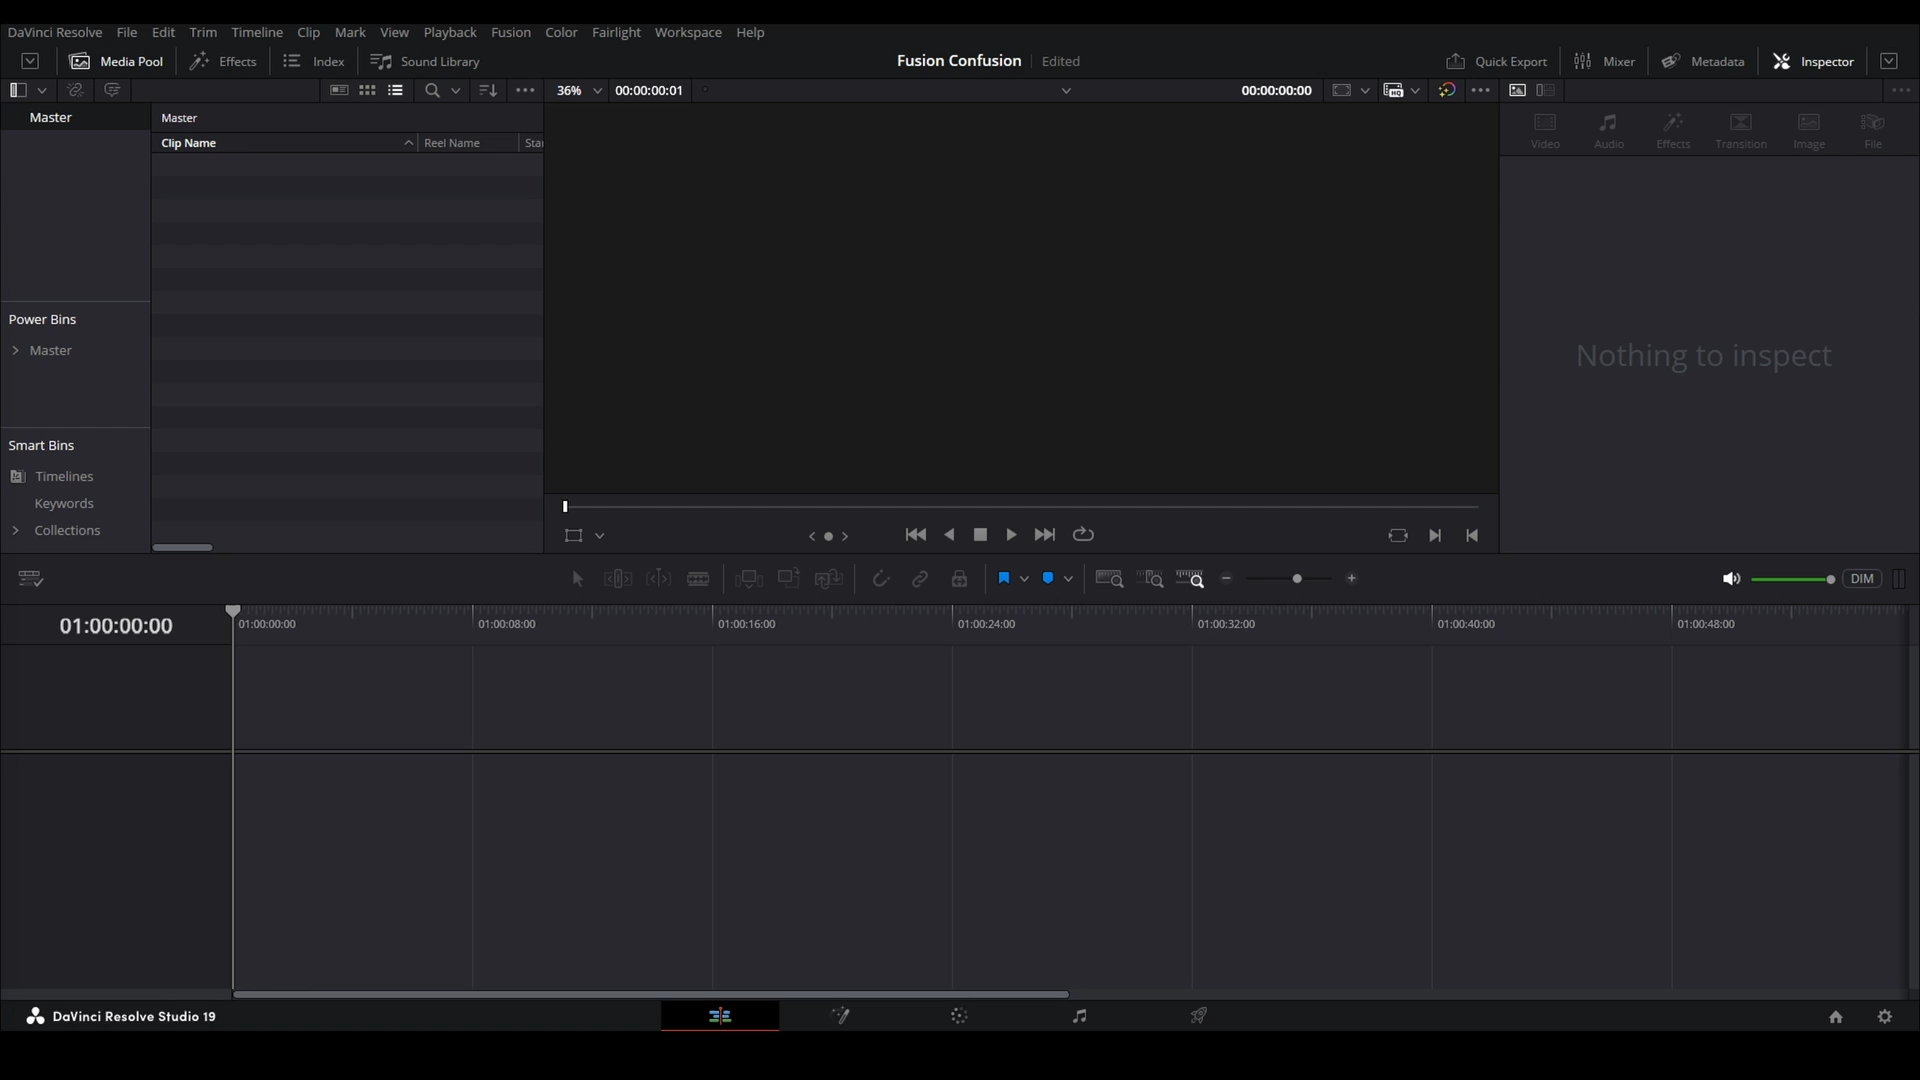 DaVinci Resolve File Edit Trim Timeline Clip Mark View Playback Fusion Color Fairlight Workspace Help
Media Pool Effects Index Sound Library Fusion Confusion Edited Quick Export Mixer Metadata Inspector
36% 00:00:00:01 00:00:00:00
Master Master
Clip Name Reel Name Star
Video Audio Effects Transition Image File
Power Bins
Master
Nothing to inspect
Smart Bins
Timelines
Keywords
Collections
DIM
01:00:00:00 01:00:00:00 01:00:08:00 01:00:16:00 01:00:24:00 01:00:32:00 01:00:40:00 01:00:48:00
DaVinci Resolve Studio 19